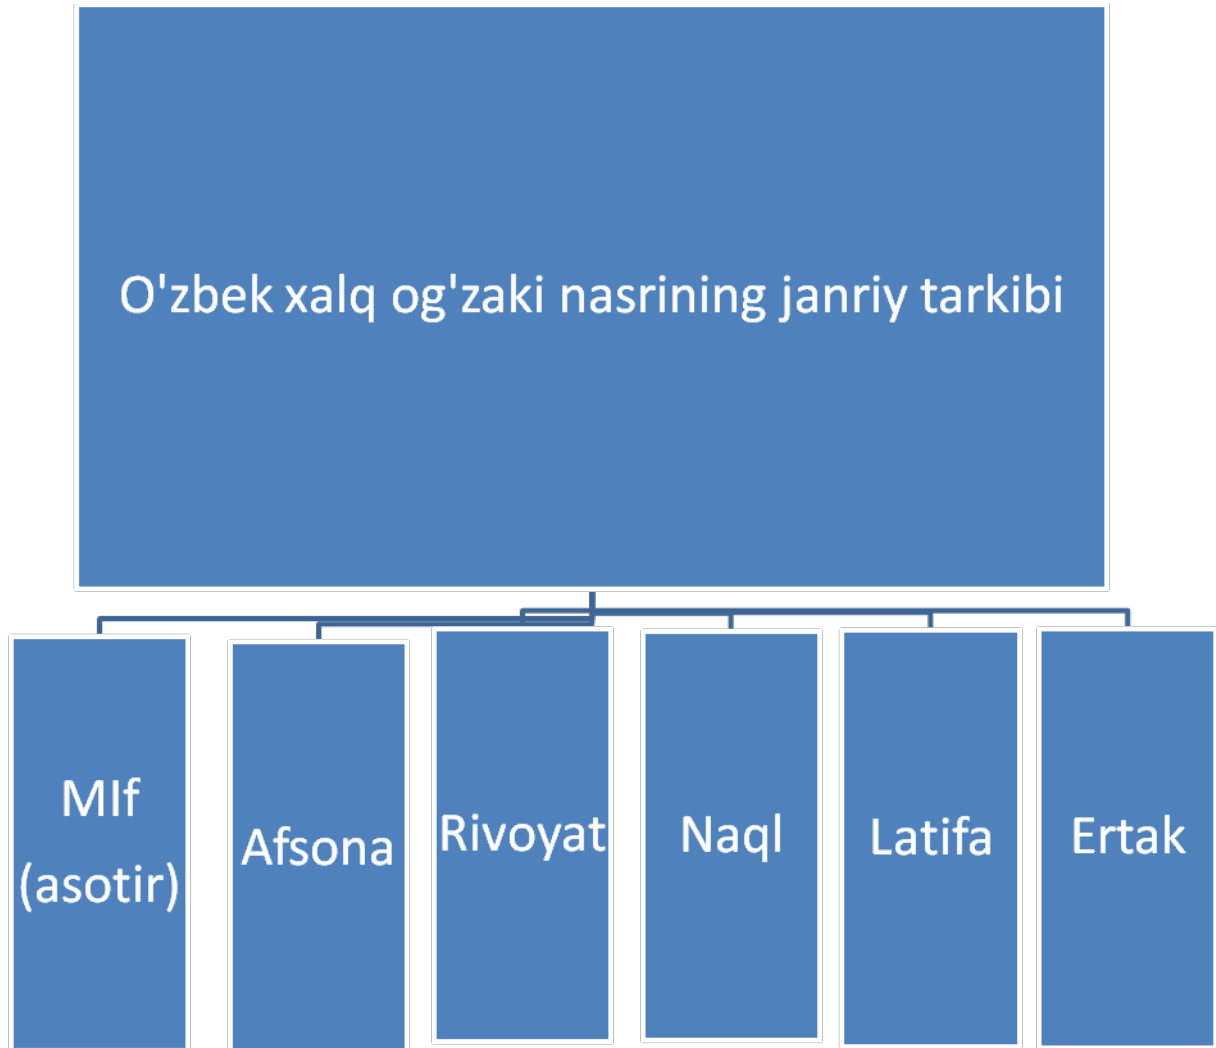 O'zbek xalq og'zaki nasrining janriy tarkibi
MIf
(asotir)
Afsona
Rivoyat
Naql
Latifa
Ertak